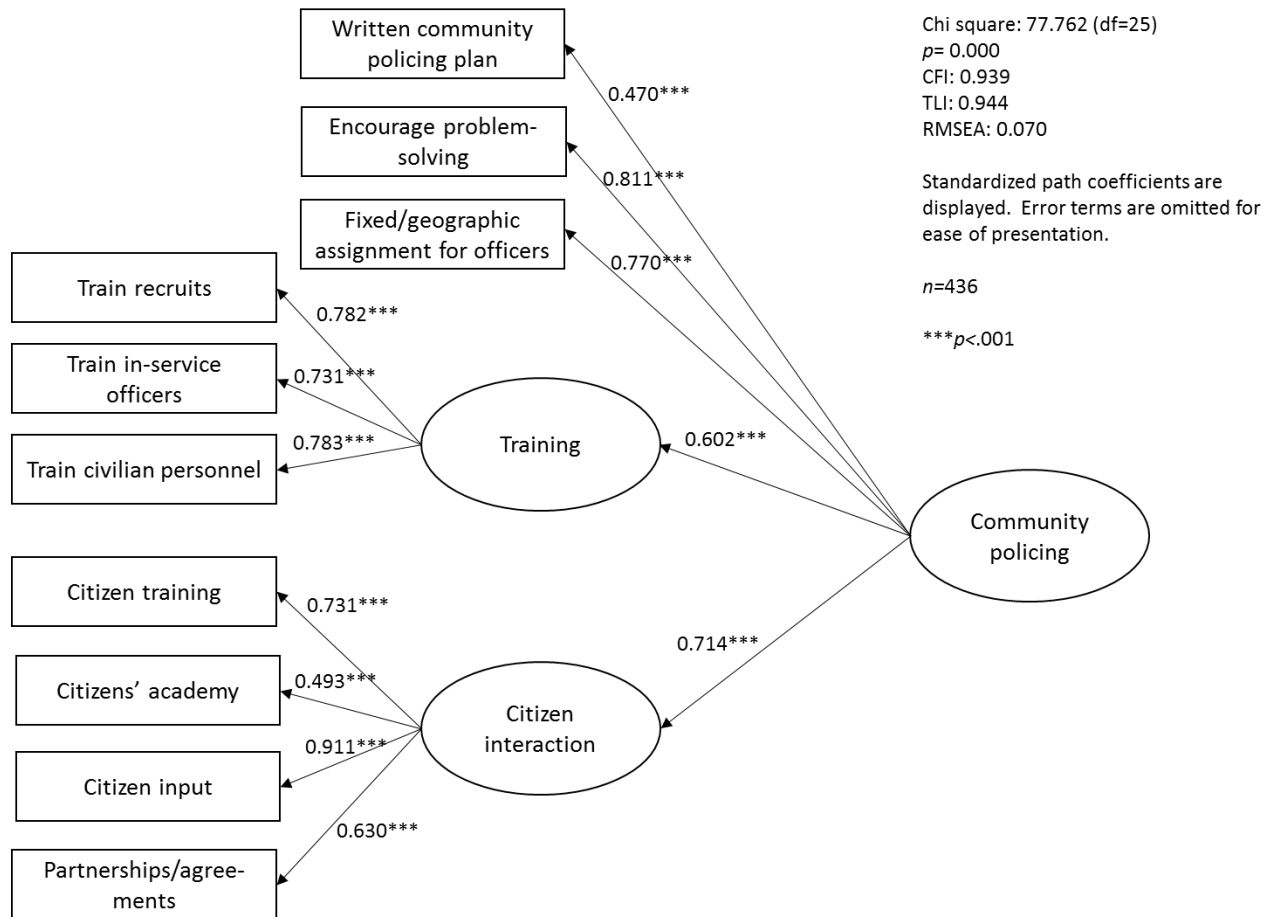 Written community
policing plan
Encourage problem-
solving
Fixed/geographic
assignment for officers
Train recruits
Train in-service
officers
Train civilian personnel
Citizen training
Citizens’ academy
Citizen input
Partnerships/agree-
ments
0.470***
0.811***
0.770***
0.782***
0.731***
0.783***
Training
0.602***
0.731***
0.493***
0.911***
0.630***
Citizen
interaction
0.714***
Community
policing
Chi square: 77.762 (df=25)
p= 0.000
CFI: 0.939
TLI: 0.944
RMSEA: 0.070
Standardized path coefficients are
displayed. Error terms are omitted for
ease of presentation.
n=436
***p<.001